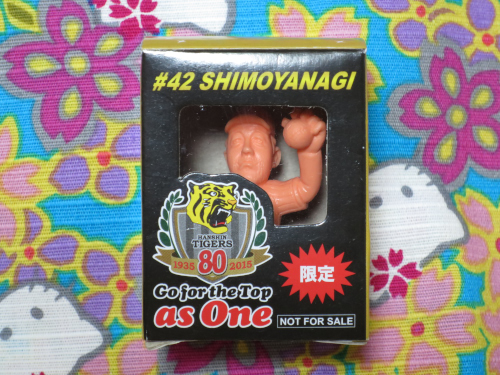 #42 SHIMOYANAGI
HANSHIN
TIGERS
1935 80 2015
限定
Go for the Top
as One
NOT FOR SALE